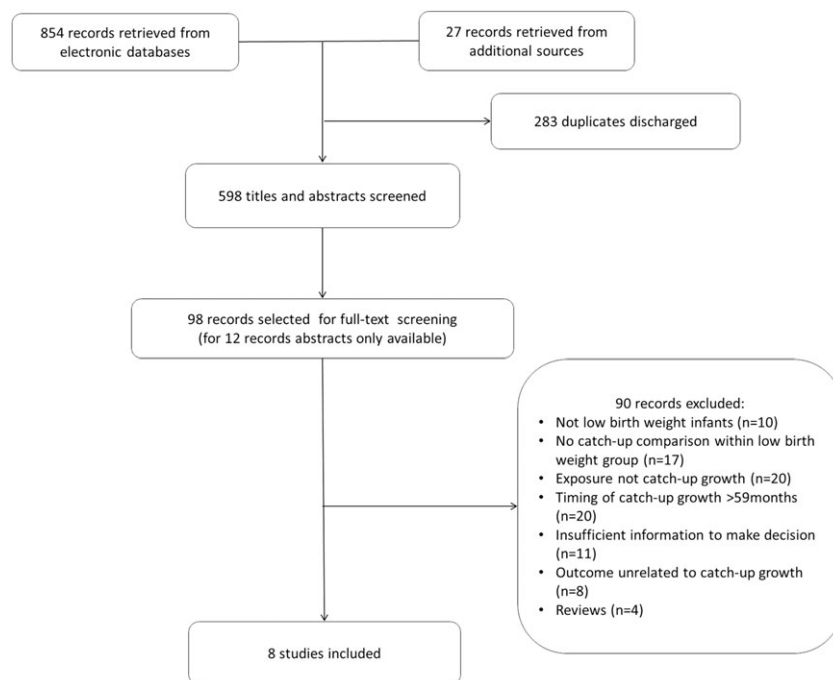 854 records retrieved from
electronic databases
27 records retrieved from
additional sources
283 duplicates discharged
598 titles and abstracts screened
98 records selected for full-text screening
(for 12 records abstracts only available)
90 records excluded:
• Not low birth weight infants (n=10)
• No catch-up comparison within low birth
weight group (n=17)
• Exposure not catch-up growth (n=20)
• Timing of catch-up growth >59months
(n=20)
• Insufficient information to make decision
(n=11)
• Outcome unrelated to catch-up growth
(n=8)
• Reviews (n=4)
8 studies included